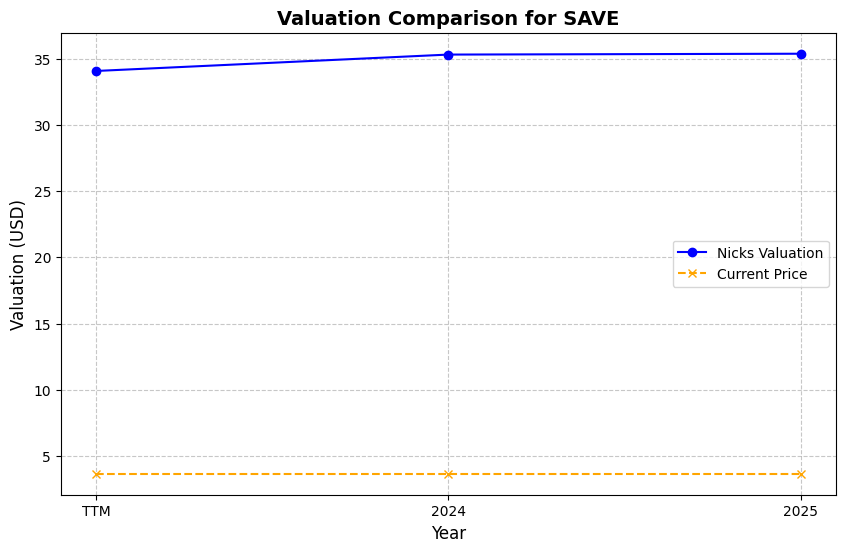 Valuation Comparison for SAVE
Valuation (USD)
35
30
25
20
15
10
5
Nicks Valuation
Current Price
TTM
2024
2025
Year